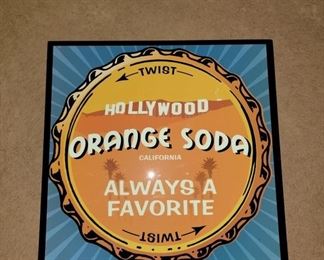 TWIST
HOLLYWOOD
ORANGE SODA
CALIFORNIA
ALWAYS A
FAVORITE
TWIST